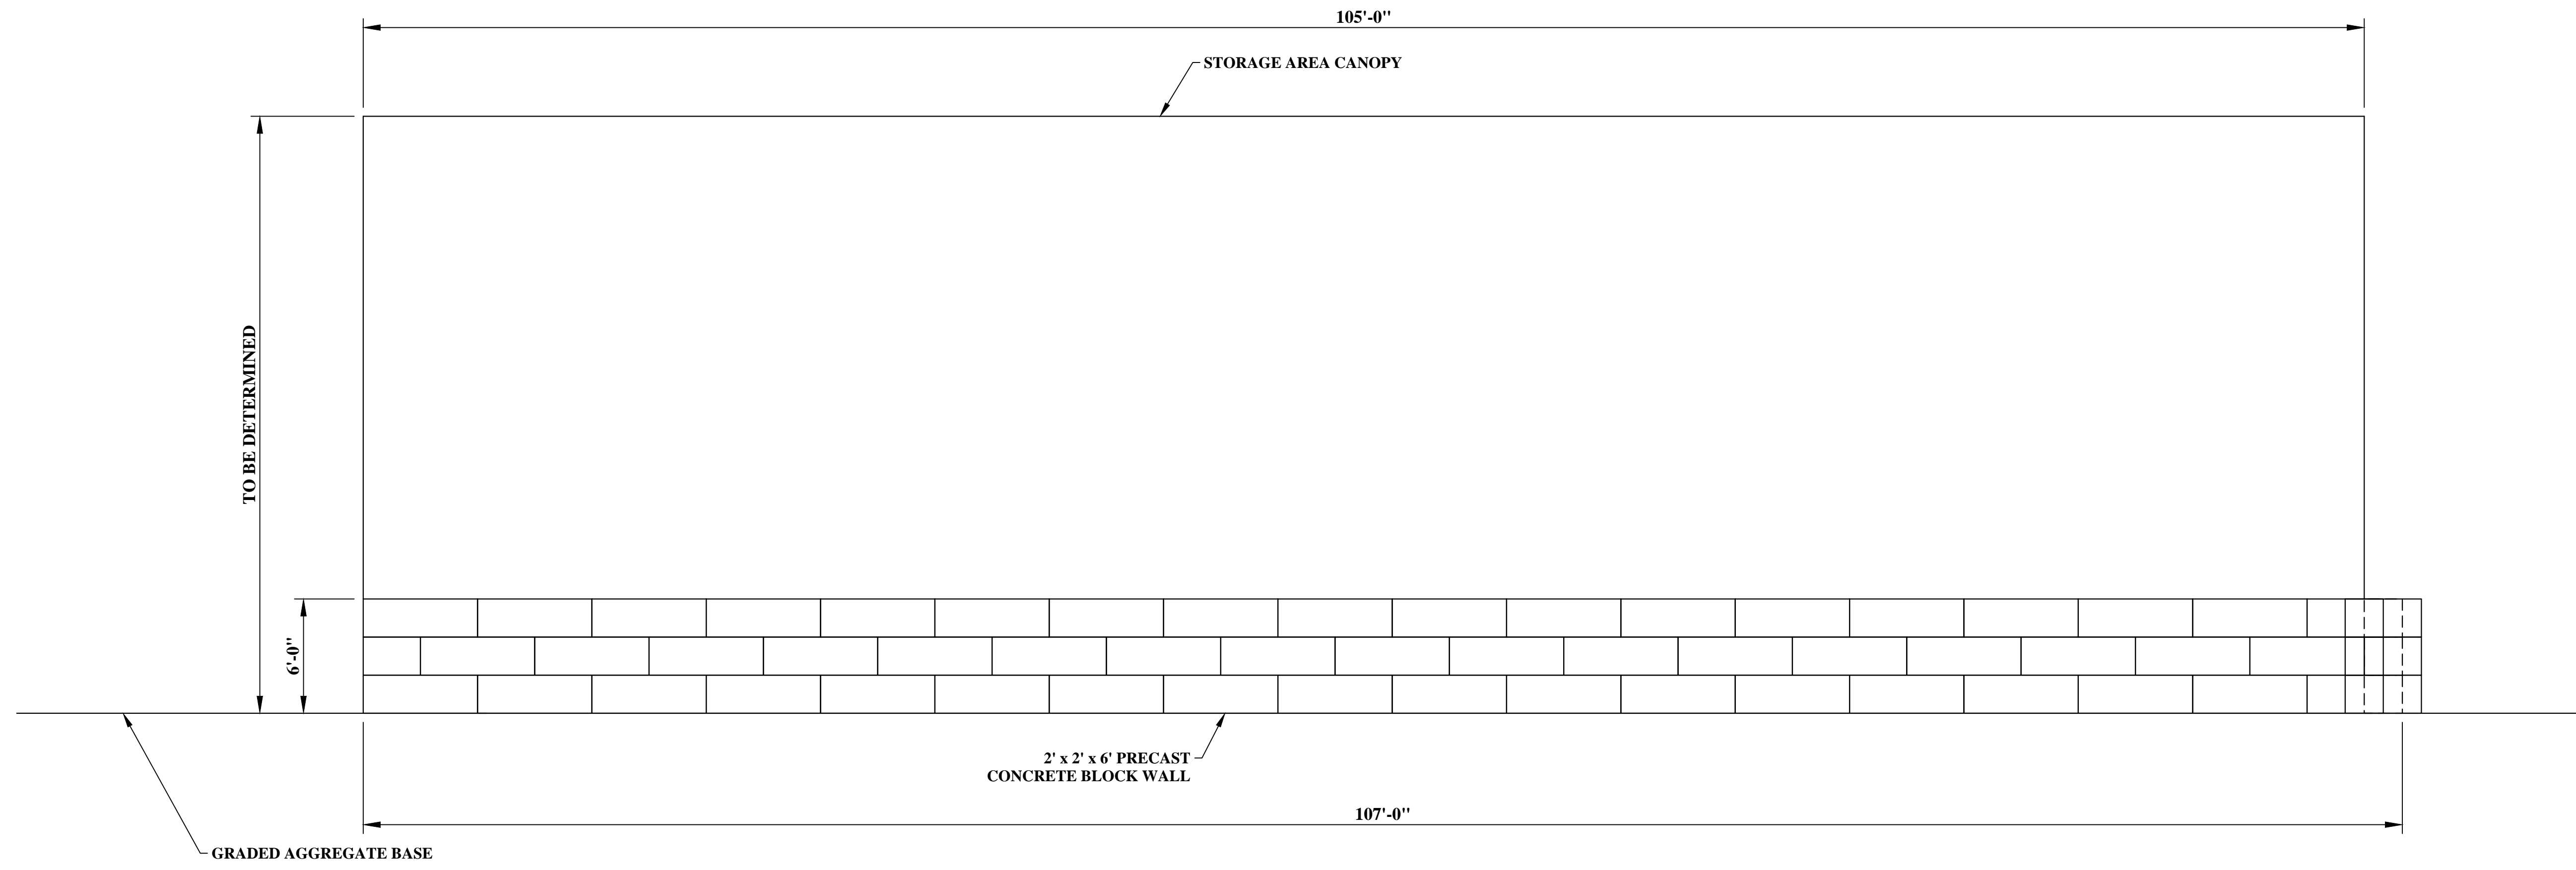 105'-0"
STORAGE AREA CANOPY
TO BE DETERMINED
6'-0"
2' x 2' x 6' PRECAST
CONCRETE BLOCK WALL
107'-0"
GRADED AGGREGATE BASE